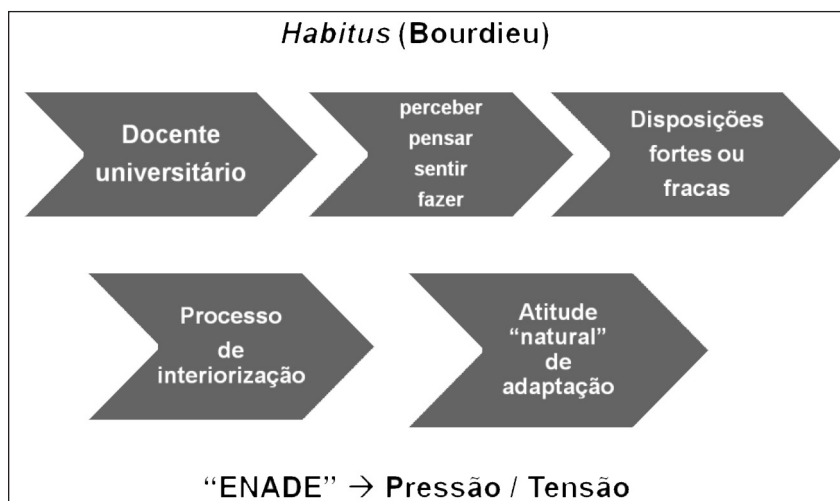 Habitus (Bourdieu)
Docente
universitário
perceber
pensar
sentir
fazer
Disposições
fortes ou
fracas
Processo
de
interiorização
Atitude
“natural”
de
adaptação
“ENADE” → Pressão / Tensão